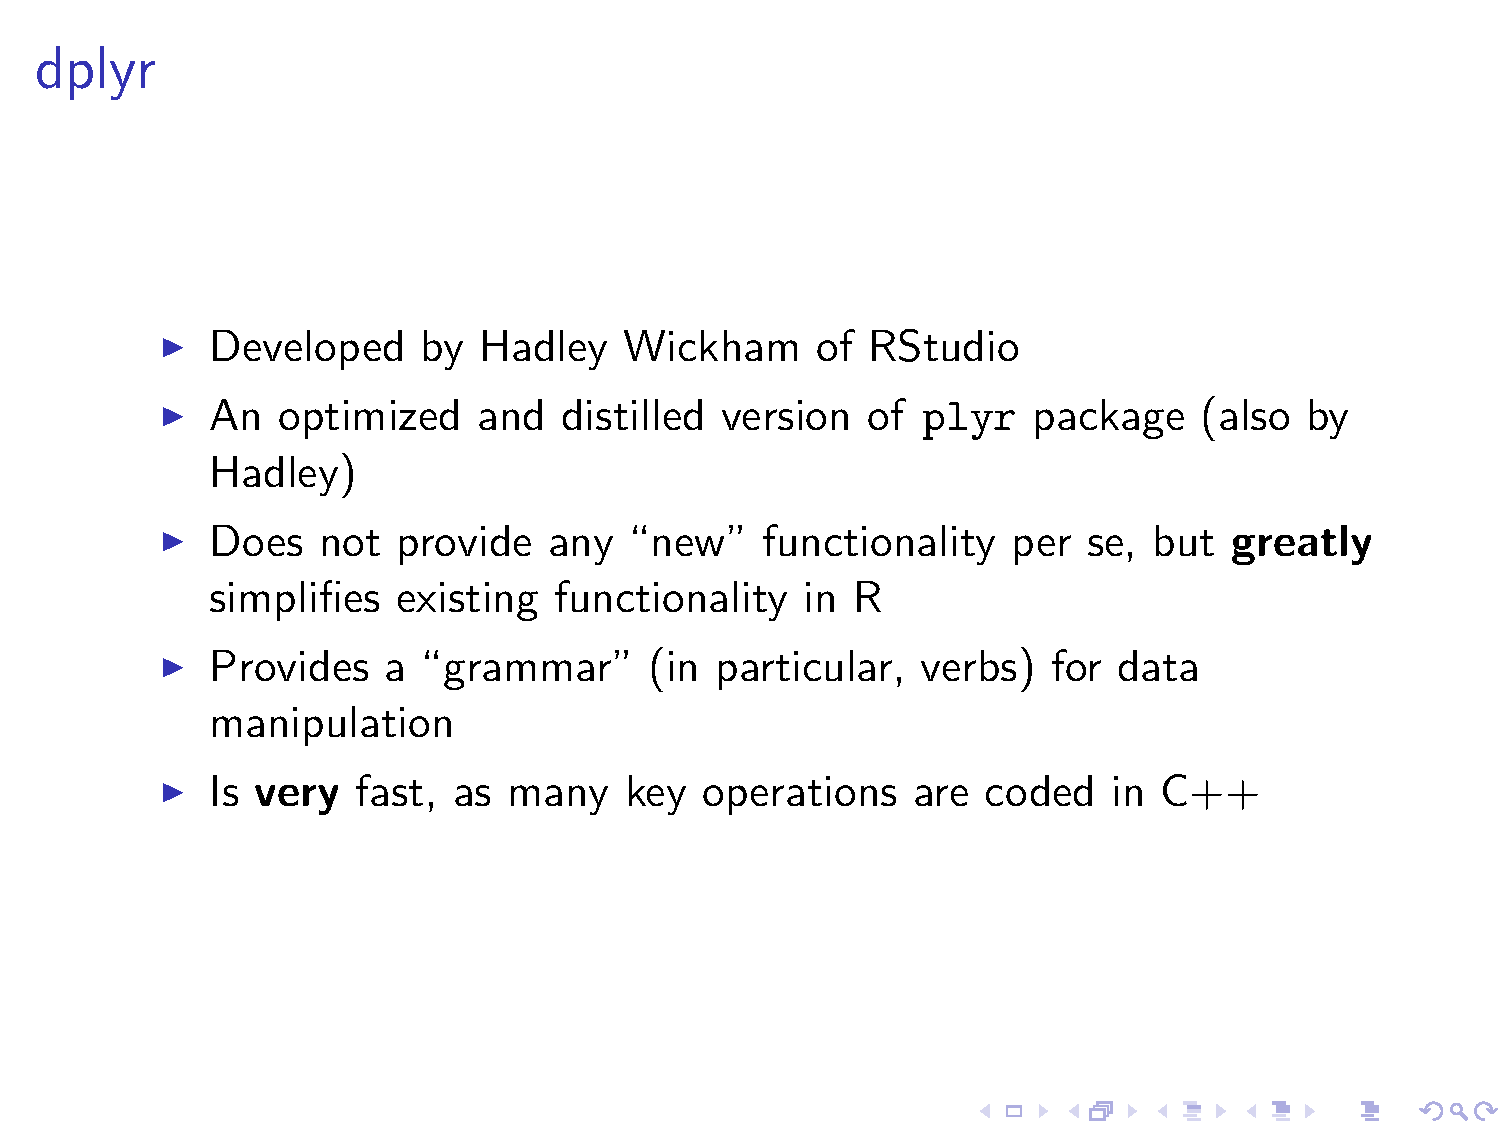 dplyr
Developed by Hadley Wickham of RStudio
An optimized and distilled version of plyr package (also by
Hadley)
Does not provide any “new” functionality per se, but greatly
simplifies existing functionality in R
Provides a “grammar” (in particular, verbs) for data
manipulation
Is very fast, as many key operations are coded in C++